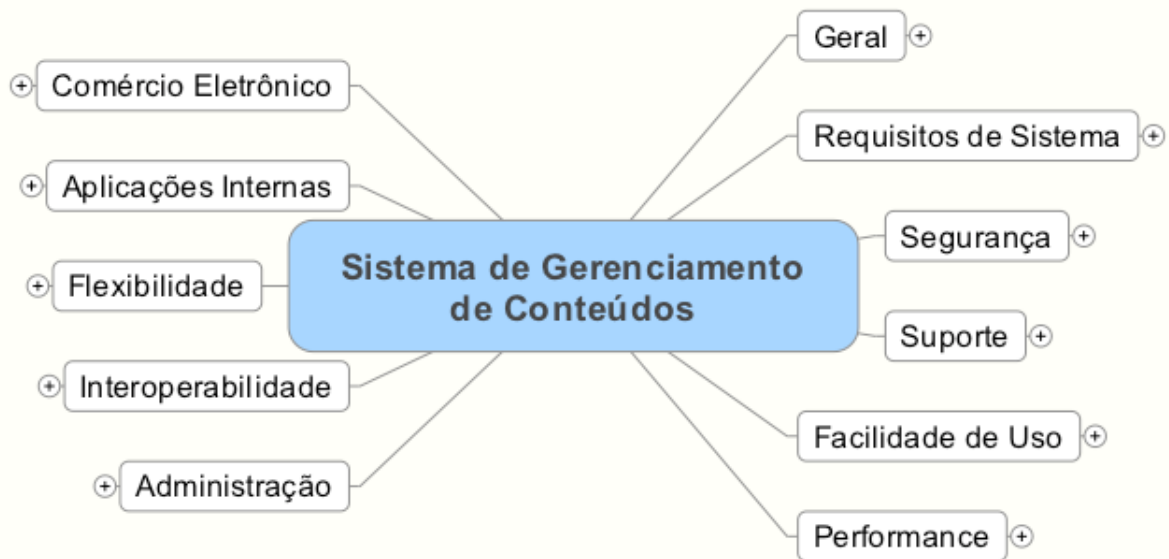 Geral
Comércio Eletrônico
Requisitos de Sistema
Aplicações Internas
Segurança
Sistema de Gerenciamento
de Conteúdos
Flexibilidade
Suporte
Interoperabilidade
Facilidade de Uso
Administração
Performance